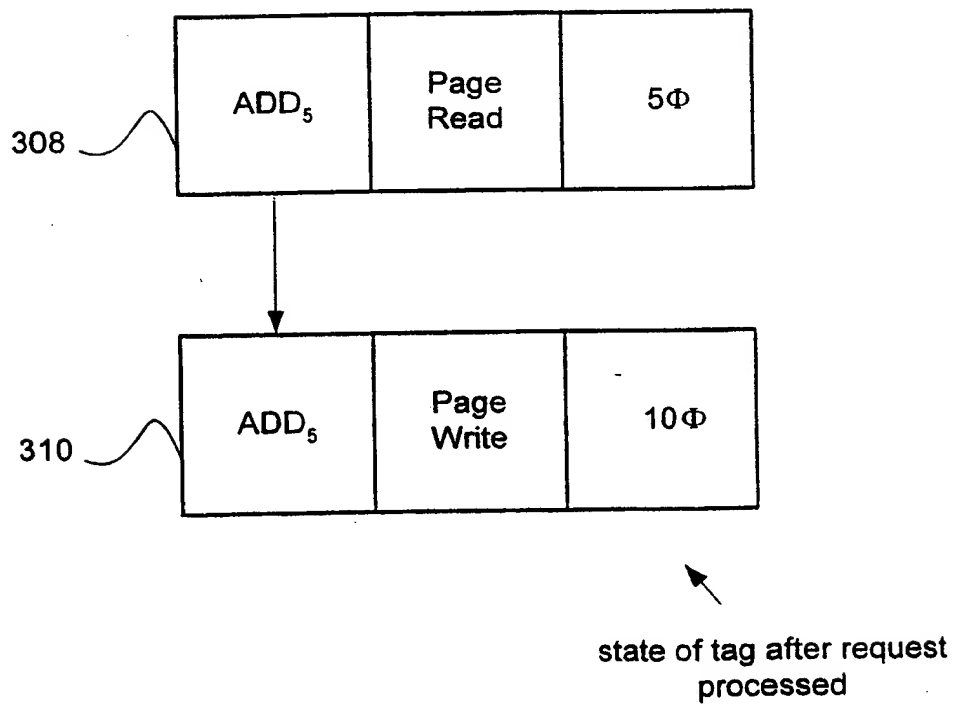 ADD₅
Page
Read
5Φ
308
ADD₅
Page
Write
10Φ
310
state of tag after request
processed